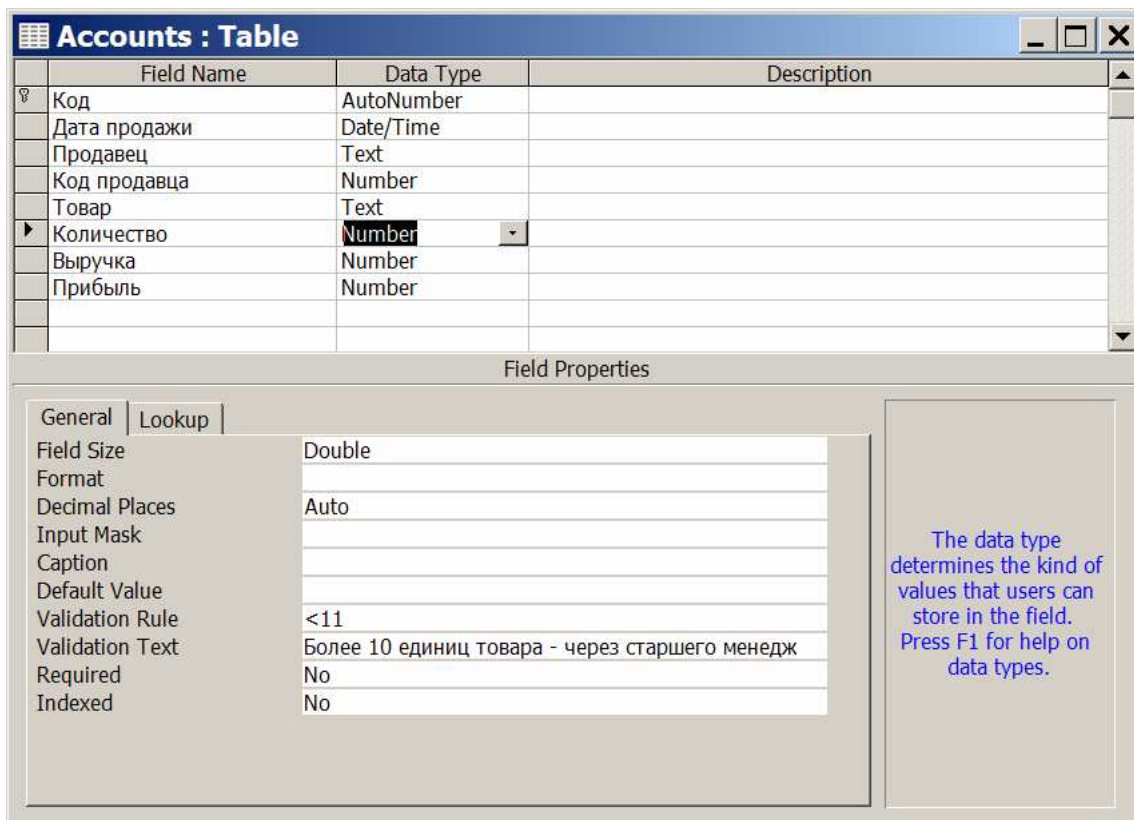 Accounts : Table
Field Name Data Type Description
Код AutoNumber
Дата продажи Date/Time
Продавец Text
Код продавца Number
Товар Text
Количество Number
Выручка Number
Прибыль Number
Field Properties
General Lookup
Field Size Double
Format
Decimal Places Auto
Input Mask
Caption
Default Value
Validation Rule <11
Validation Text Более 10 единиц товара - через старшего менедж
Required No
Indexed No
The data type
determines the kind of
values that users can
store in the field.
Press F1 for help on
data types.